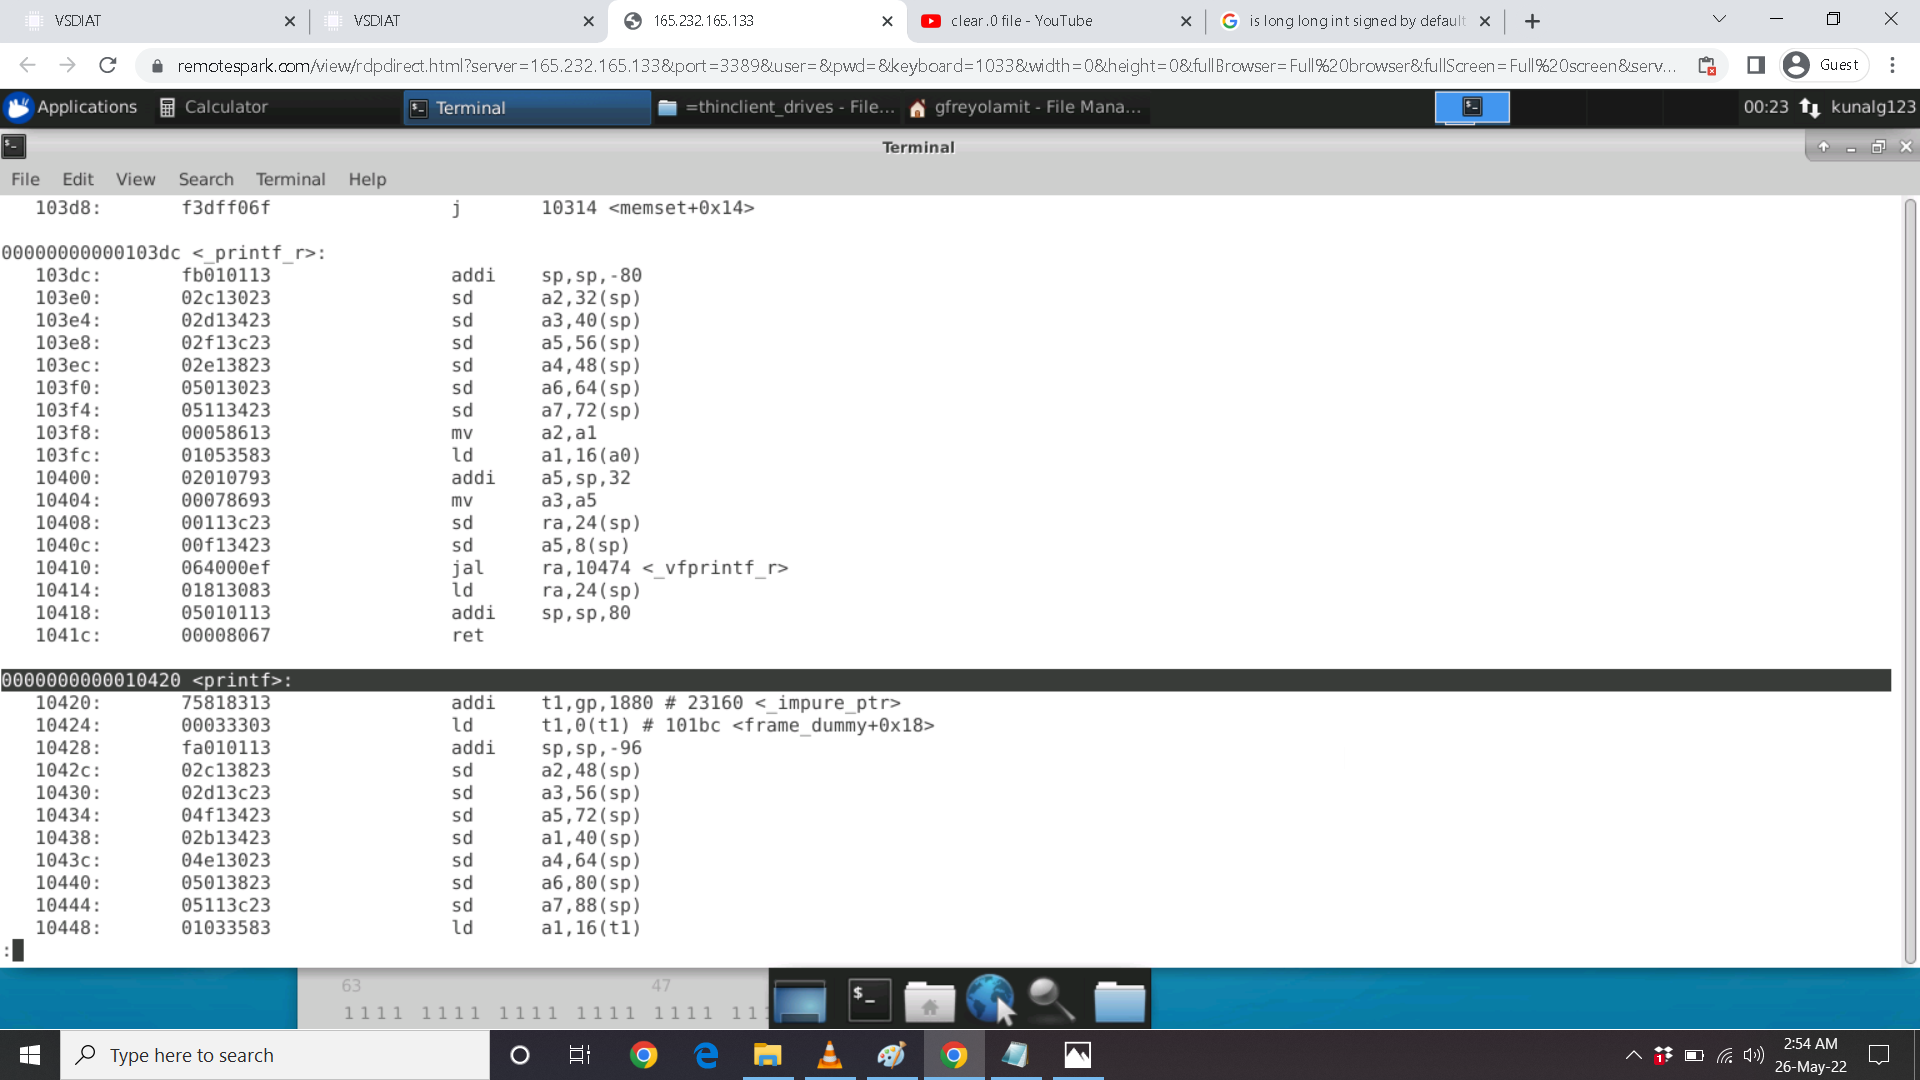 VSDIAT
VSDIAT
165.232.165.133
clear .0 file - YouTube
is long long int signed by default
remotespark.com/view/rdpdirect.html?server=165.232.165.133&port=3389&user=&pwd=&keyboard=1033&width=0&height=0&fullBrowser=Full%20browser&fullScreen=Full%20screen&serv...
Guest
Applications
Calculator
Terminal
=thinclient_drives - File...
gfreyolamit - File Mana...
00:23
kunalg123
Terminal
File Edit View Search Terminal Help
103d8: f3dff06f j 10314 <memset+0x14>
00000000000103dc <_printf_r>:
103dc: fb010113 addi sp,sp,-80
103e0: 02c13023 sd a2,32(sp)
103e4: 02d13423 sd a3,40(sp)
103e8: 02f13c23 sd a5,56(sp)
103ec: 02e13823 sd a4,48(sp)
103f0: 05013023 sd a6,64(sp)
103f4: 05113423 sd a7,72(sp)
103f8: 00058613 mv a2,a1
103fc: 01053583 ld a1,16(a0)
10400: 02010793 addi a5,sp,32
10404: 00078693 mv a3,a5
10408: 00113c23 sd ra,24(sp)
1040c: 00f13423 sd a5,8(sp)
10410: 064000ef jal ra,10474 <_vfprintf_r>
10414: 01813083 ld ra,24(sp)
10418: 05010113 addi sp,sp,80
1041c: 00008067 ret
0000000000010420 <printf>:
10420: 75818313 addi t1,gp,1880 # 23160 <_impure_ptr>
10424: 00033303 ld t1,0(t1) # 101bc <frame_dummy+0x18>
10428: fa010113 addi sp,sp,-96
1042c: 02c13823 sd a2,48(sp)
10430: 02d13c23 sd a3,56(sp)
10434: 04f13423 sd a5,72(sp)
10438: 02b13423 sd a1,40(sp)
1043c: 04e13023 sd a4,64(sp)
10440: 05013823 sd a6,80(sp)
10444: 05113c23 sd a7,88(sp)
10448: 01033583 ld a1,16(t1)
:
63 47
1111 1111 1111 1111 1111 11
Type here to search
1
2:54 AM
26-May-22